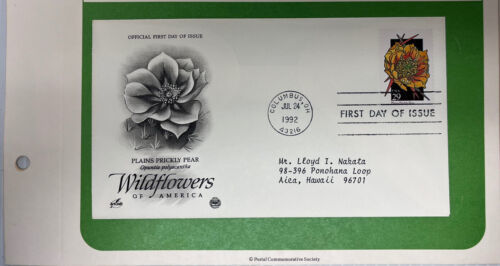 OFFICIAL FIRST DAY OF ISSUE
PLAINS PRICKLY PEAR
Opuntia polyacantha
Wildflowers
OF AMERICA
COLUMBUS, OH
JUL 24
1992
43216
29
FIRST DAY OF ISSUE
Mr. Lloyd I. Nakata
98-396 Ponohana Loop
Aiea, Hawaii 96701
© Postal Commemorative Society